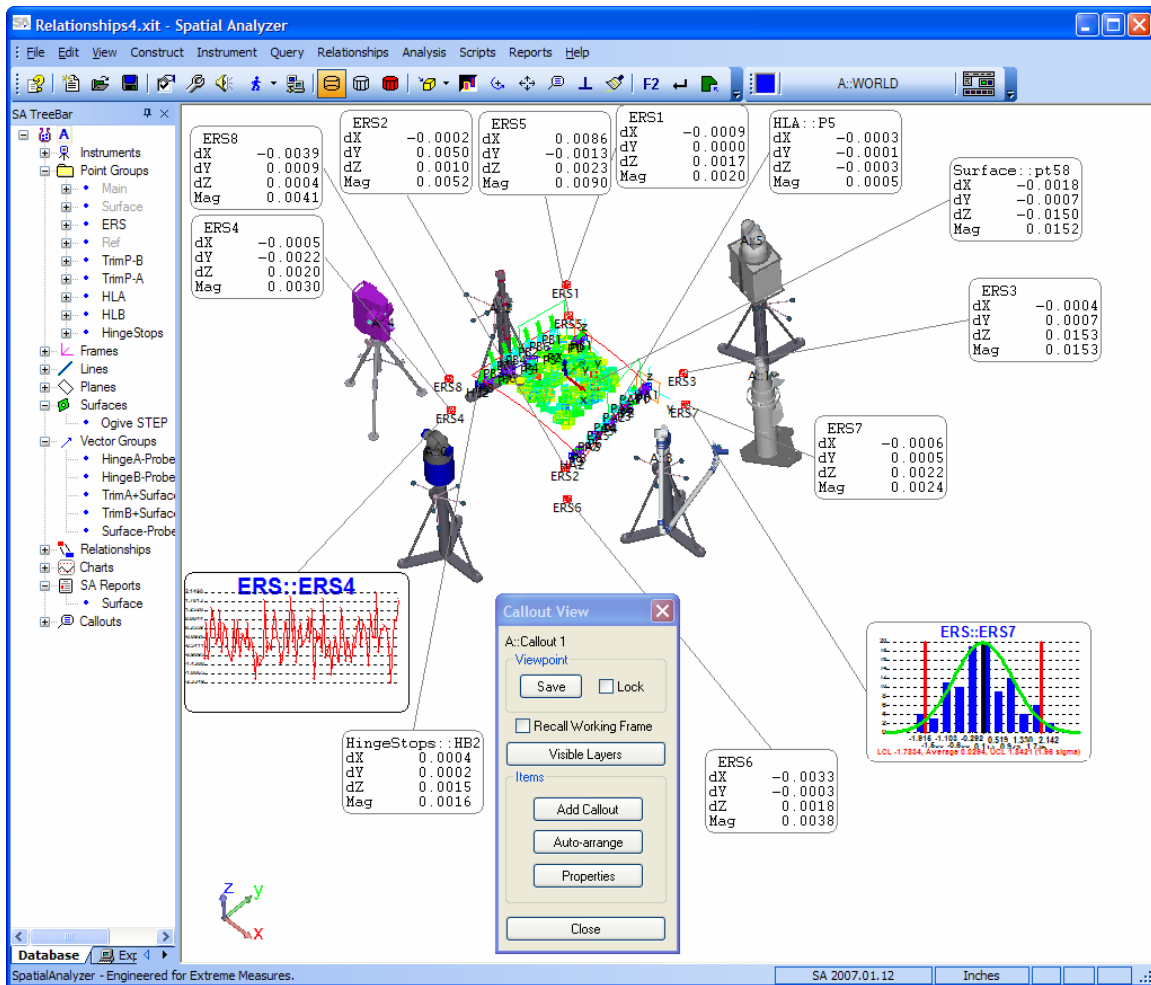 Relationships4.xit - Spatial Analyzer
File Edit View Construct Instrument Query Relationships Analysis Scripts Reports Help
F2
A::WORLD
SA TreeBar
A
Instruments
Point Groups
Main
Surface
ERS
Ref
TrimP-B
TrimP-A
HLA
HLB
HingeStops
Frames
Lines
Planes
Surfaces
Ogive STEP
Vector Groups
HingeA-Probe
HingeB-Probe
TrimA+Surfac
TrimB+Surfac
Surface-Probe
Relationships
Charts
SA Reports
Surface
Callouts
Database
ERS8
dX -0.0039
dY 0.0009
dZ 0.0004
Mag 0.0041
ERS2
dX -0.0002
dY 0.0050
dZ 0.0010
Mag 0.0052
ERS5
dX 0.0086
dY -0.0013
dZ 0.0023
Mag 0.0090
ERS1
dX -0.0009
dY 0.0000
dZ 0.0017
Mag 0.0020
HLA::P5
dX -0.0003
dY -0.0001
dZ -0.0003
Mag 0.0005
Surface::pt58
dX -0.0018
dY -0.0007
dZ -0.0150
Mag 0.0152
ERS4
dX -0.0005
dY -0.0022
dZ 0.0020
Mag 0.0030
ERS3
dX -0.0004
dY 0.0007
dZ 0.0153
Mag 0.0153
ERS7
dX -0.0006
dY 0.0005
dZ 0.0022
Mag 0.0024
ERS1
ERS5
ERS8
ERS4
ERS3
ERS7
ERS2
ERS6
ERS::ERS4
HingeStops::HB2
dX 0.0004
dY 0.0002
dZ 0.0015
Mag 0.0016
Callout View
A::Callout 1
Viewpoint
Save
Lock
Recall Working Frame
Visible Layers
Items
Add Callout
Auto-arrange
Properties
Close
ERS6
dX -0.0033
dY -0.0003
dZ 0.0018
Mag 0.0038
ERS::ERS7
Z
Y
X
SpatialAnalyzer - Engineered for Extreme Measures.
SA 2007.01.12
Inches